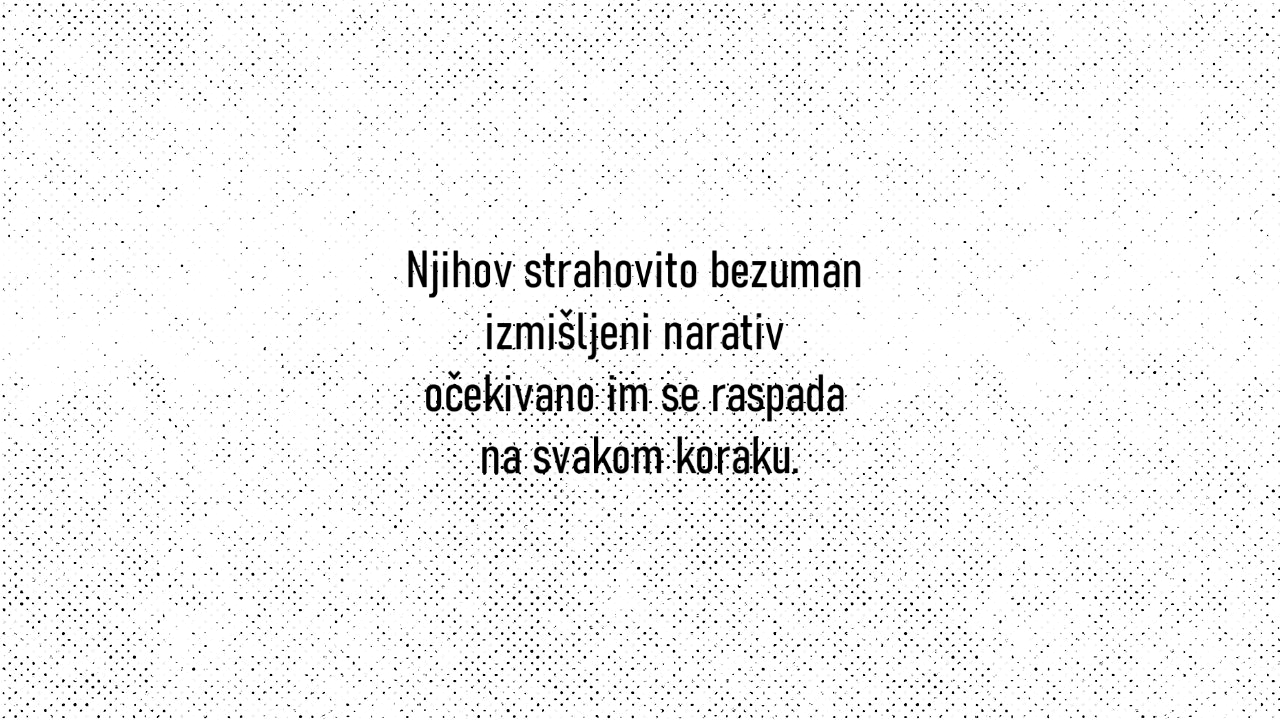 Njihov strahovito bezuman
izmišljeni narativ
očekivano im se raspada
na svakom koraku.